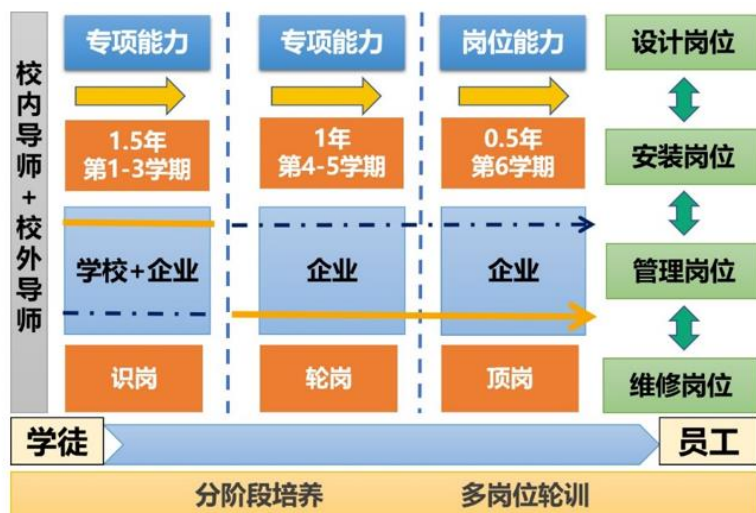 校内导师+校外导师
专项能力
专项能力
岗位能力
设计岗位
1.5年
第1-3学期
1年
第4-5学期
0.5年
第6学期
安装岗位
学校+企业
企业
企业
管理岗位
识岗
轮岗
顶岗
维修岗位
学徒
员工
分阶段培养
多岗位轮训